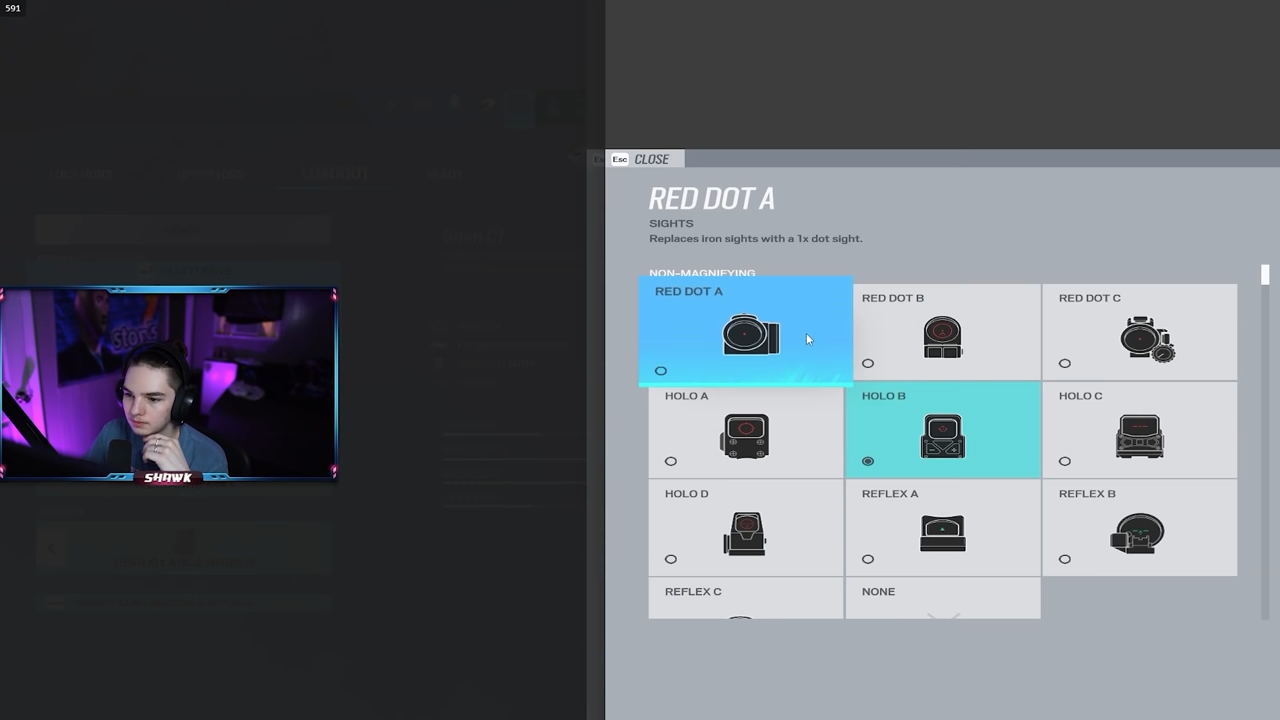 591
Esc CLOSE
RED DOT A
SIGHTS
Replaces iron sights with a 1x dot sight.
NON-MAGNIFYING
RED DOT A
RED DOT B
RED DOT C
HOLO A
HOLO B
HOLO C
HOLO D
REFLEX A
REFLEX B
REFLEX C
NONE
SHAWK